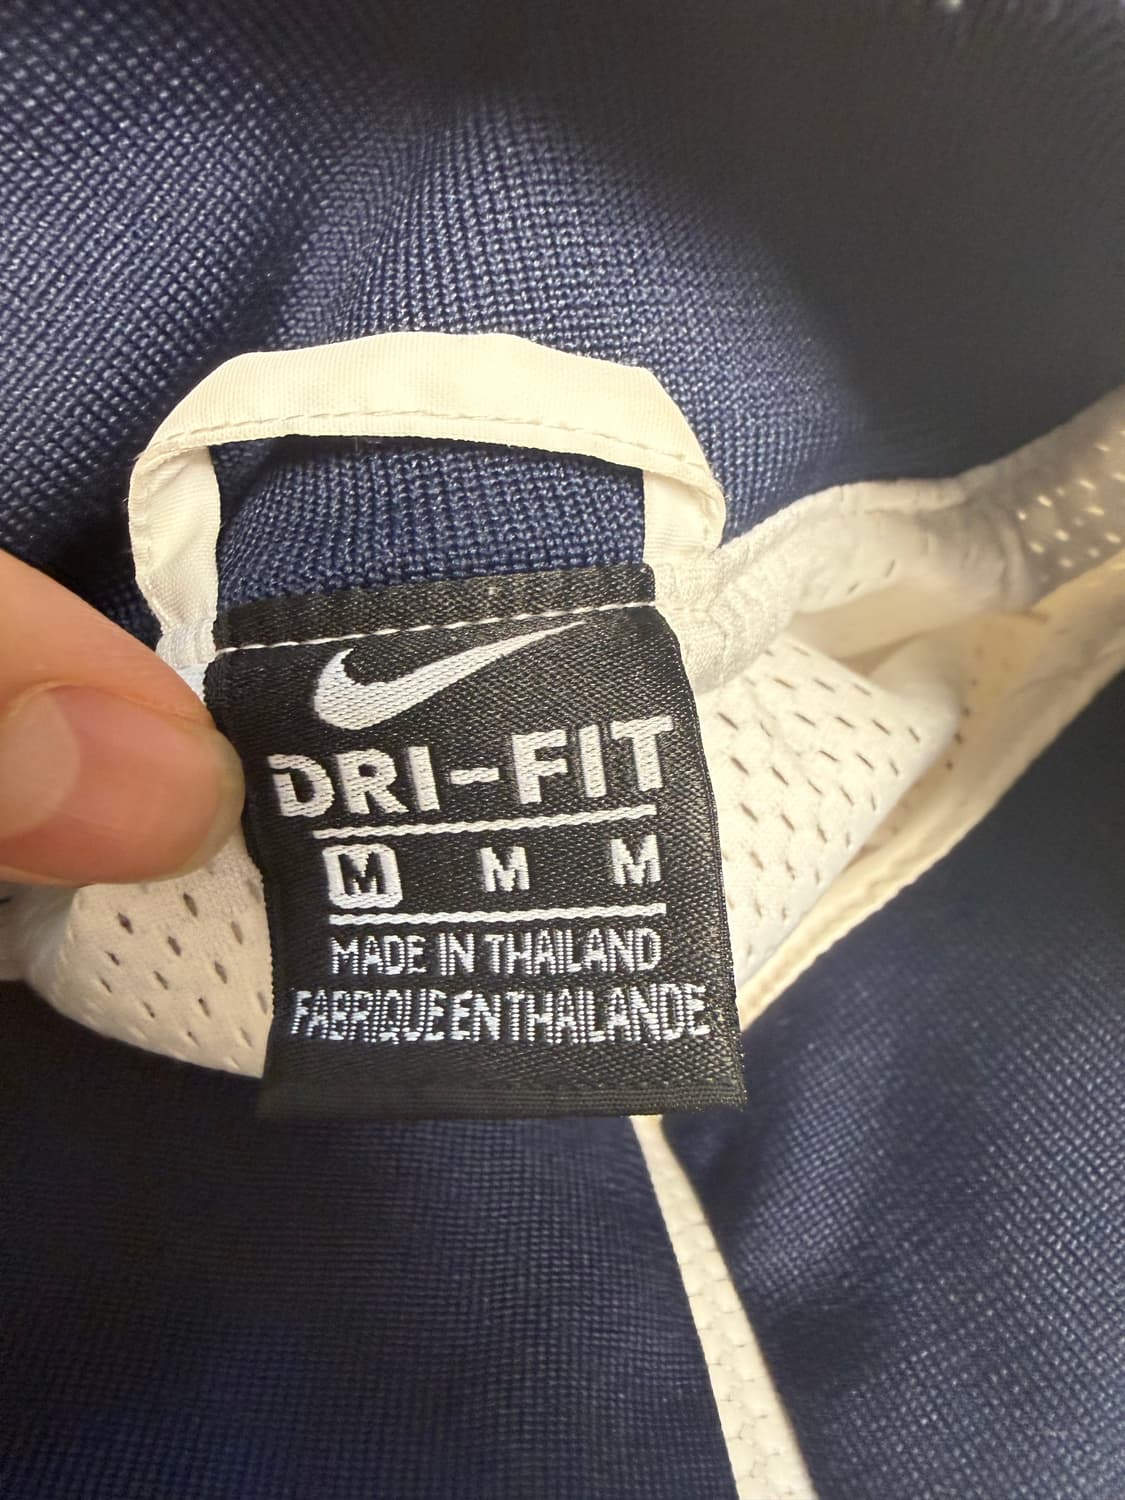 DRI-FIT
M M M
MADE IN THAILAND
FABRIQUE EN THAILANDE